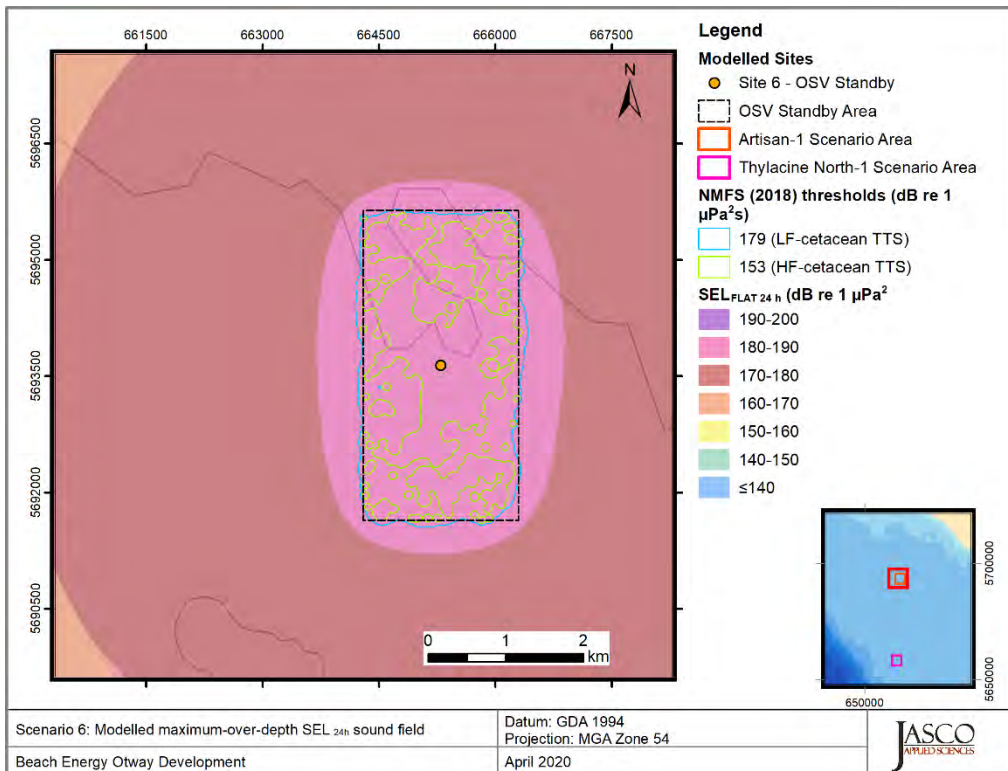 661500 663000 664500 666000 667500
5696500
5695000
5693500
5692000
5690500
N
0 1 2
km
Legend
Modelled Sites
Site 6 - OSV Standby
OSV Standby Area
Artisan-1 Scenario Area
Thylacine North-1 Scenario Area
NMFS (2018) thresholds (dB re 1
µPa²s)
179 (LF-cetacean TTS)
153 (HF-cetacean TTS)
SEL FLAT 24 h (dB re 1 µPa²
190-200
180-190
170-180
160-170
150-160
140-150
≤140
5700000
5650000
650000
Scenario 6: Modelled maximum-over-depth SEL 24h sound field
Datum: GDA 1994
Projection: MGA Zone 54
Beach Energy Otway Development
April 2020
JASCO
APPLIED SCIENCES